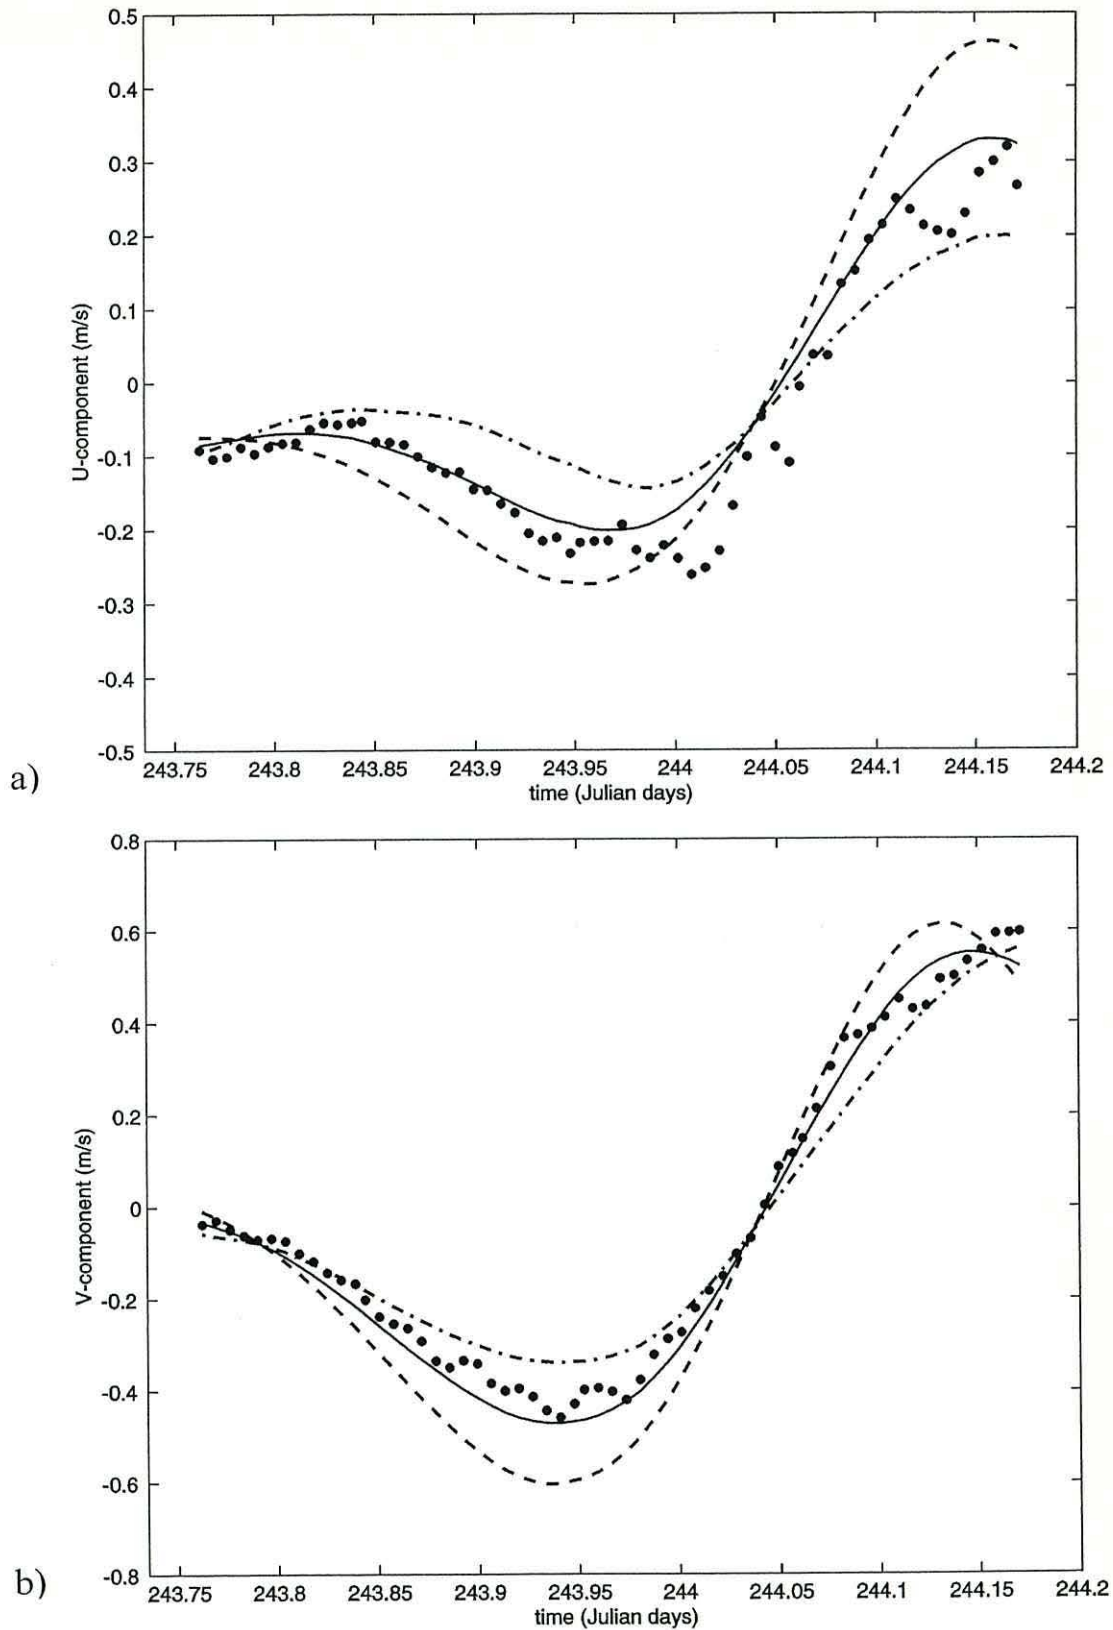 0.5
0.4
0.3
0.2
0.1
0
-0.1
-0.2
-0.3
-0.4
-0.5
U-component (m/s)
243.75 243.8 243.85 243.9 243.95 244 244.05 244.1 244.15 244.2
time (Julian days)
a)
0.8
0.6
0.4
0.2
0
-0.2
-0.4
-0.6
-0.8
V-component (m/s)
243.75 243.8 243.85 243.9 243.95 244 244.05 244.1 244.15 244.2
time (Julian days)
b)